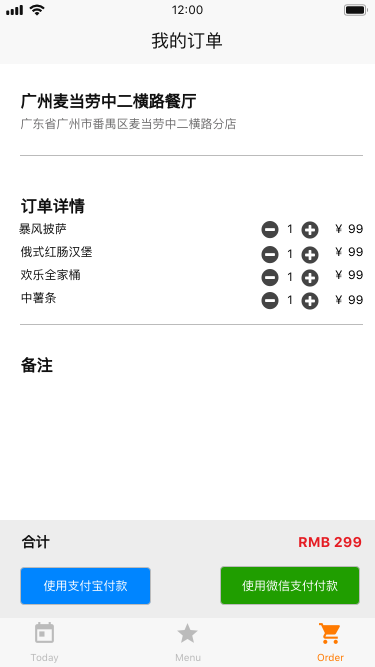 12:00
我的订单
广州麦当劳中二横路餐厅
广东省广州市番禺区麦当劳中二横路分店
订单详情
暴风披萨 1 ¥ 99
俄式红肠汉堡 1 ¥ 99
欢乐全家桶 1 ¥ 99
中薯条 1 ¥ 99
备注
合计 RMB 299
使用支付宝付款 使用微信支付付款
Today Menu Order